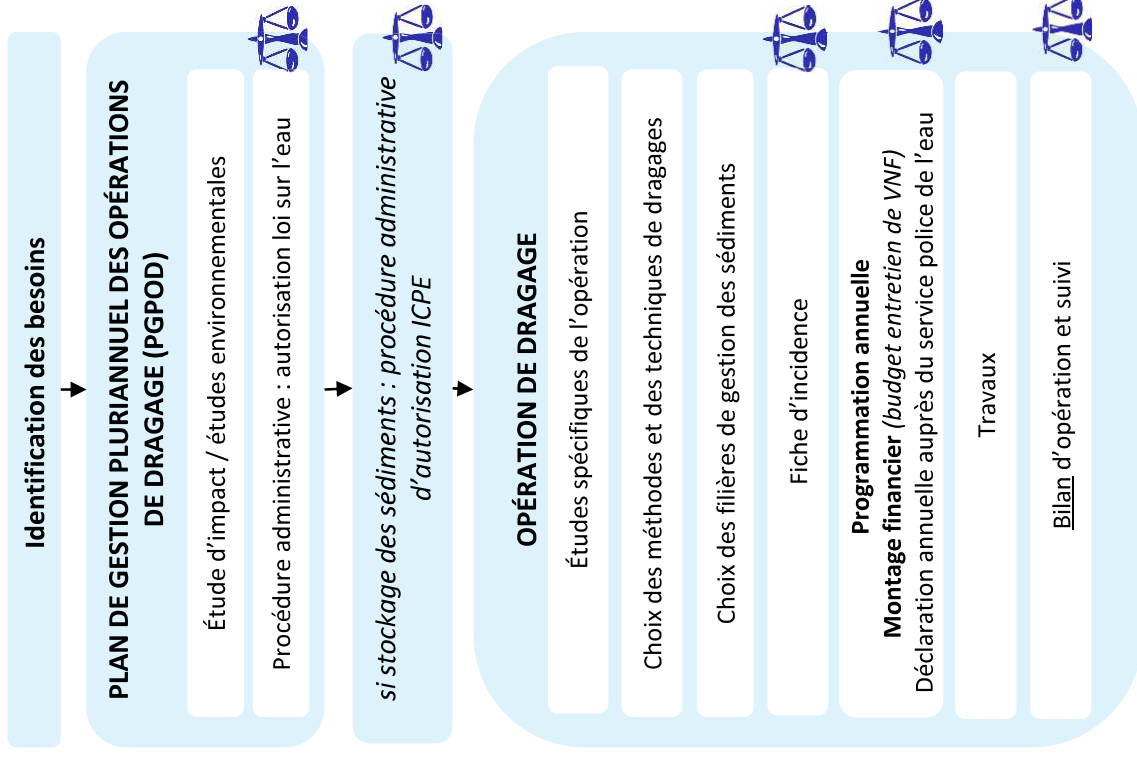 Identification des besoins
PLAN DE GESTION PLURIANNUEL DES OPÉRATIONS
DE DRAGAGE (PGPOD)
Étude d’impact / études environnementales
Procédure administrative : autorisation loi sur l’eau
si stockage des sédiments : procédure administrative
d’autorisation ICPE
OPÉRATION DE DRAGAGE
Études spécifiques de l’opération
Choix des méthodes et des techniques de dragages
Choix des filières de gestion des sédiments
Fiche d’incidence
Programmation annuelle
Montage financier (budget entretien de VNF)
Déclaration annuelle auprès du service police de l’eau
Travaux
Bilan d’opération et suivi